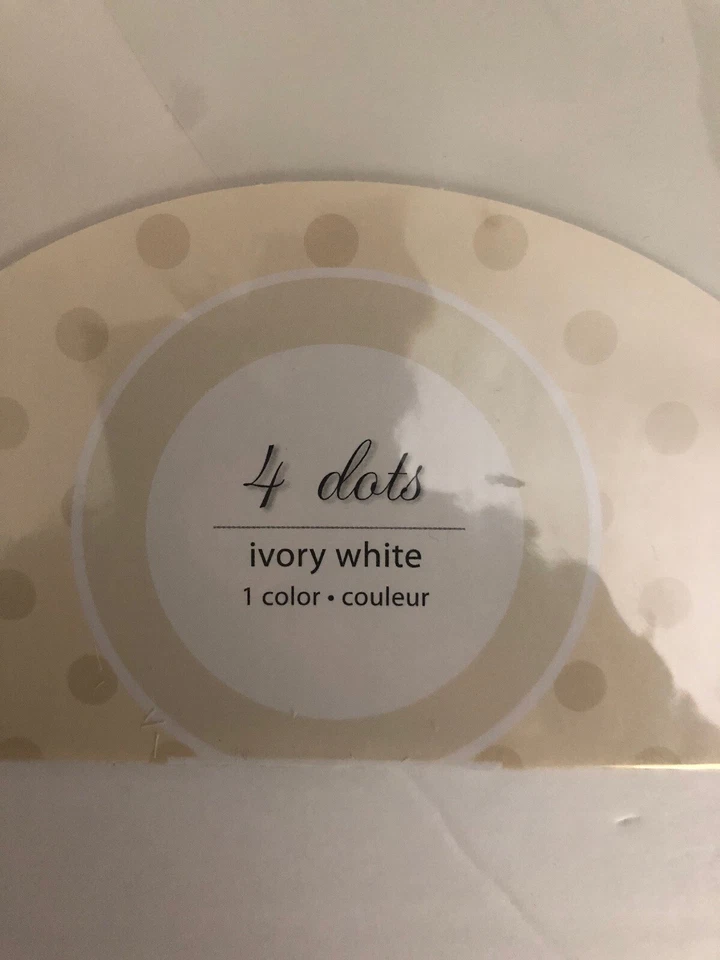 4 dots
ivory white
1 color • couleur